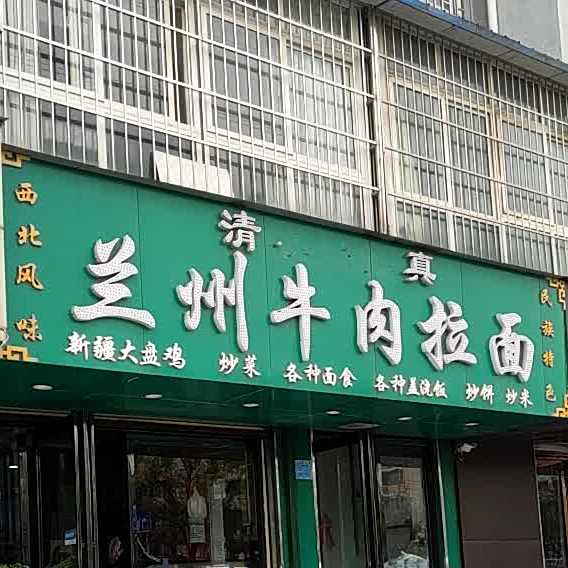 西北风味
清真
兰州牛肉拉面
新疆大盘鸡 炒菜 各种面食 各种盖浇饭 炒饼 炒米
民族特色